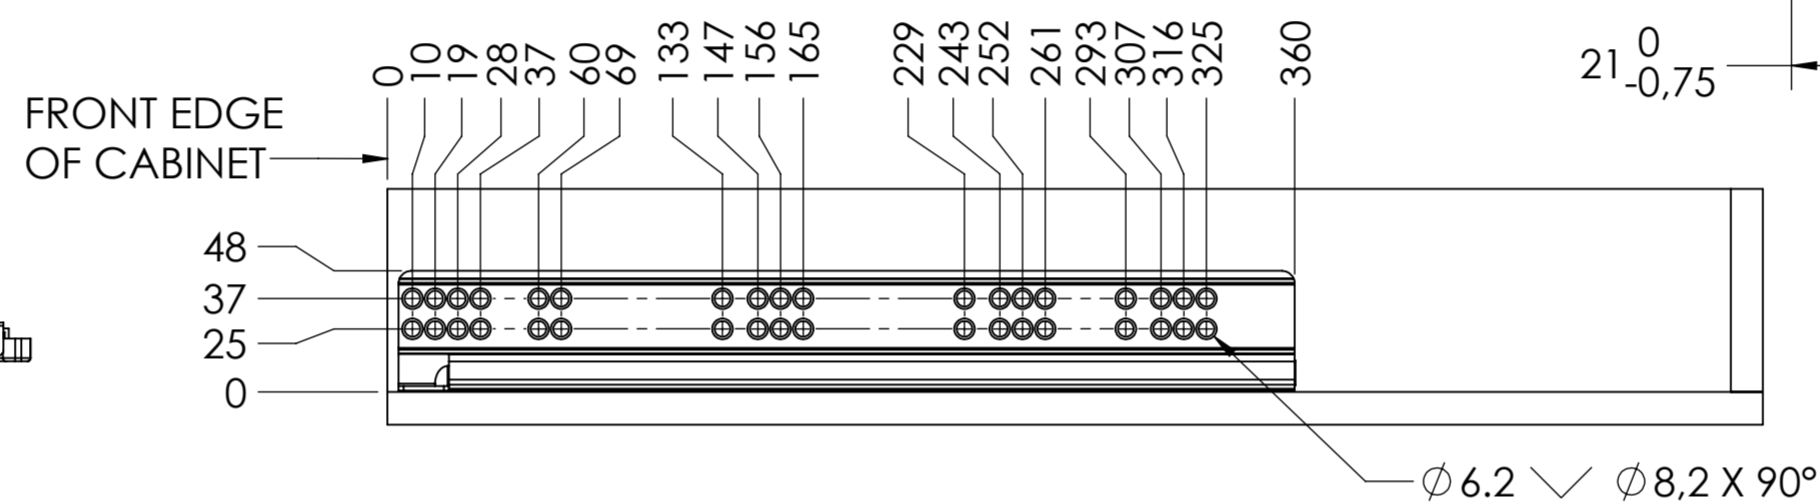 0 10 19 28 37 60 69 133 147 156 165 229 243 252 261 293 307 316 325 360
21 0
-0,75
FRONT EDGE
OF CABINET
48
37
25
0
⌀ 6.2 ⌵ ⌀ 8,2 X 90°